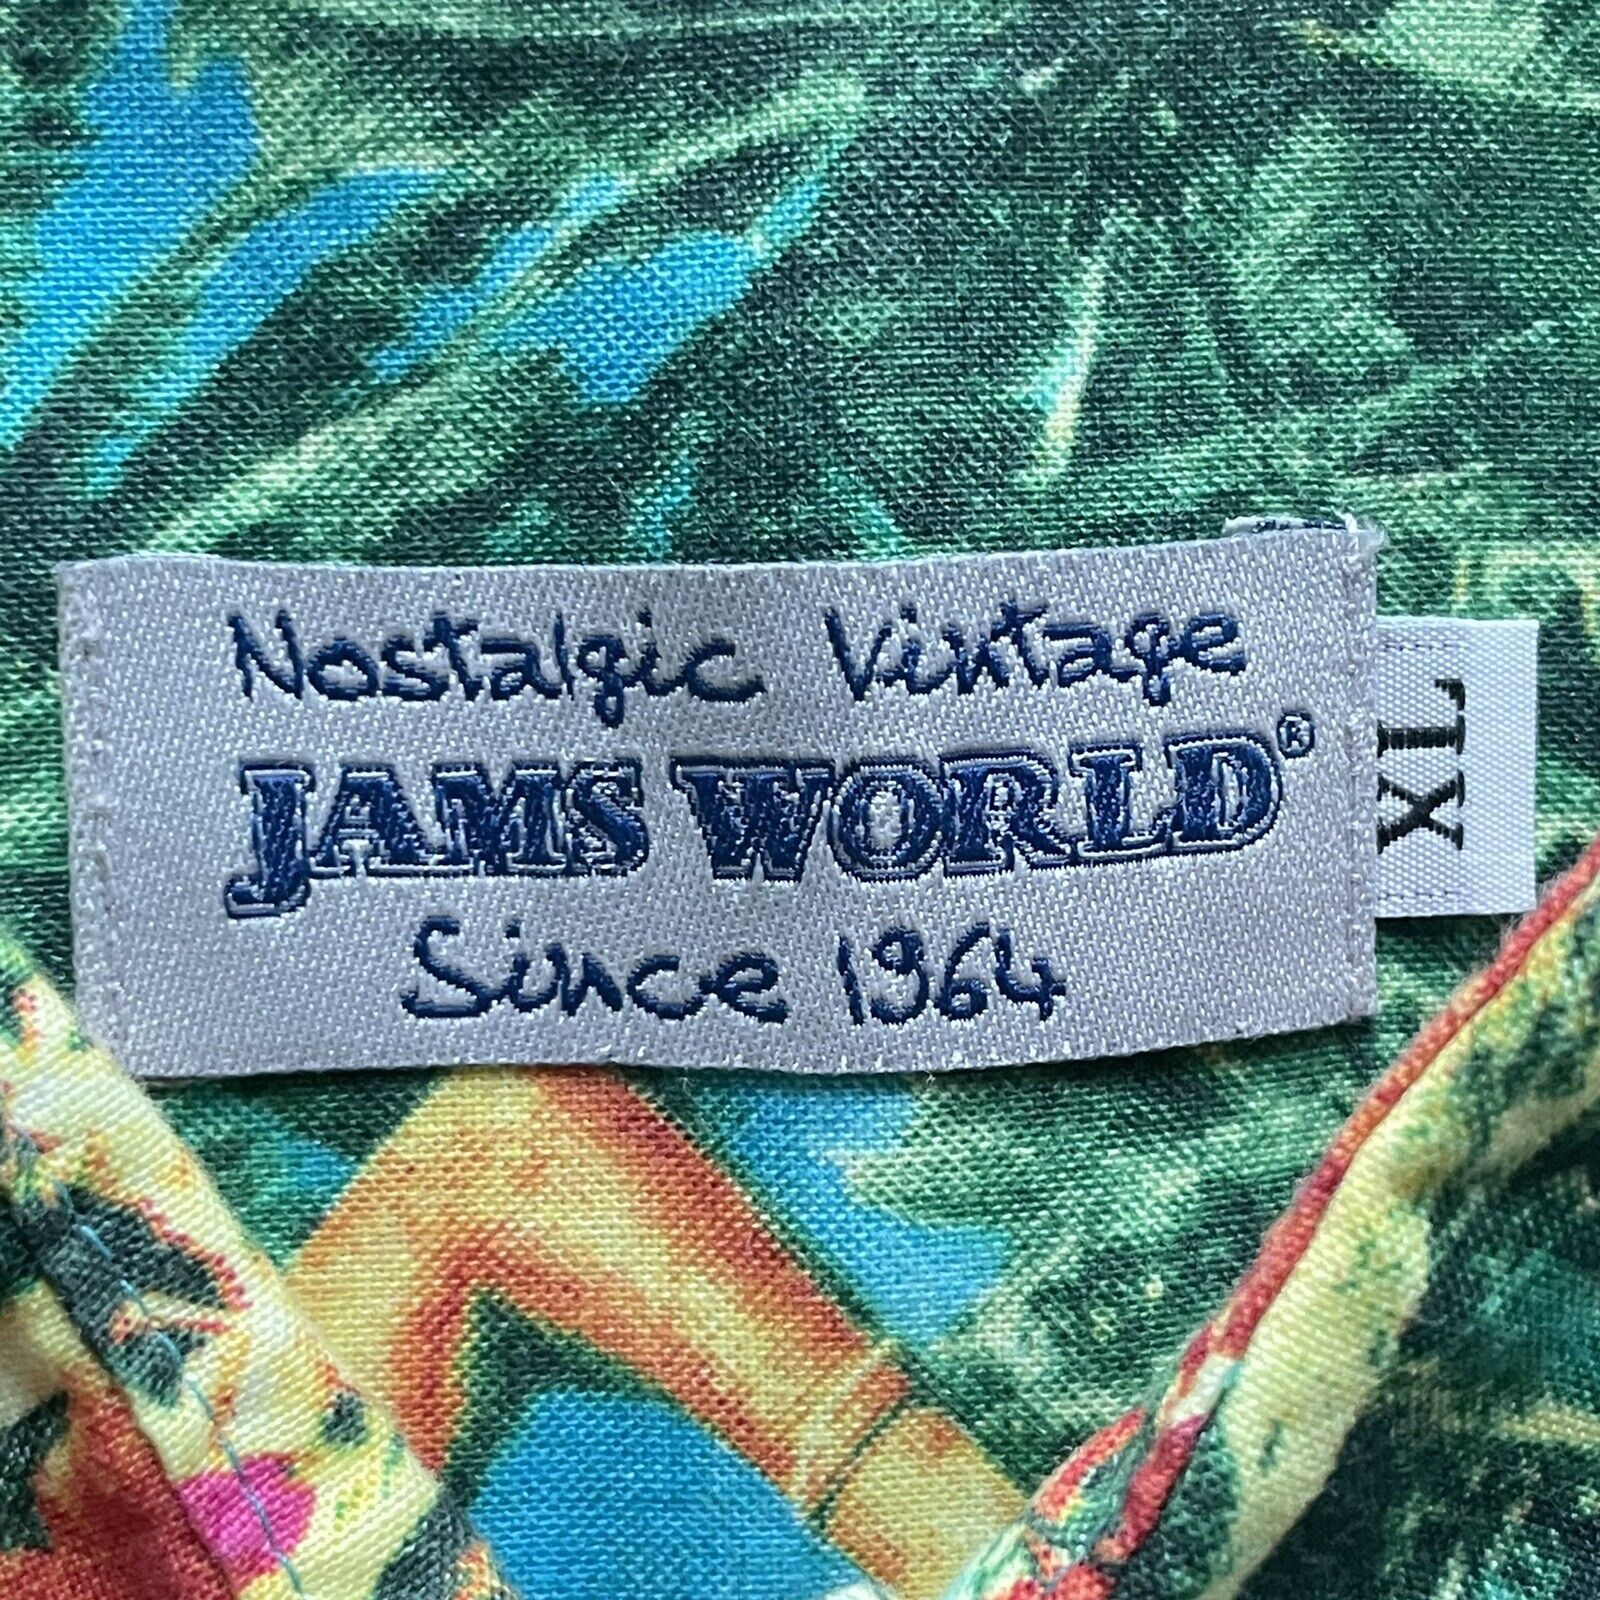 Nostalgic Vintage
JAMS WORLD®
Since 1964
XL